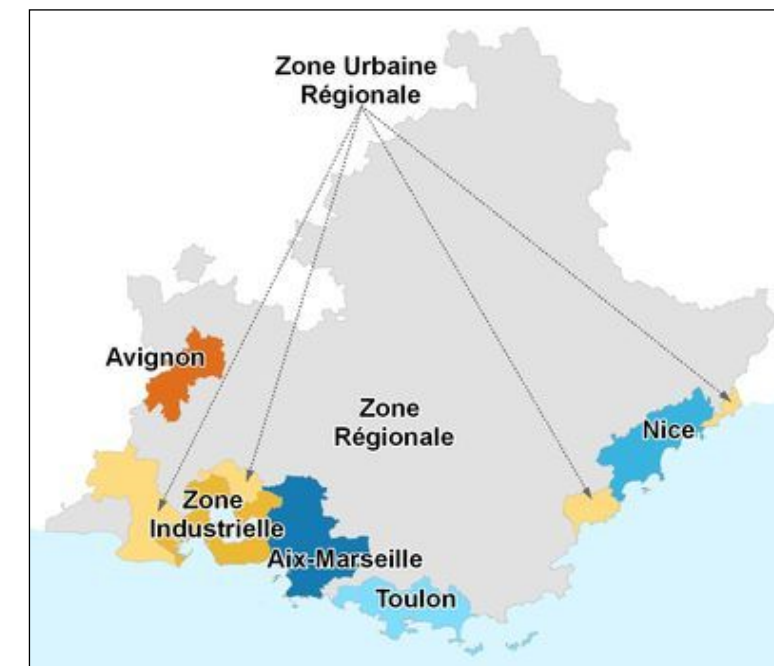 Zone Urbaine
Régionale
Avignon
Zone
Régionale
Nice
Zone
Industrielle
Aix-Marseille
Toulon